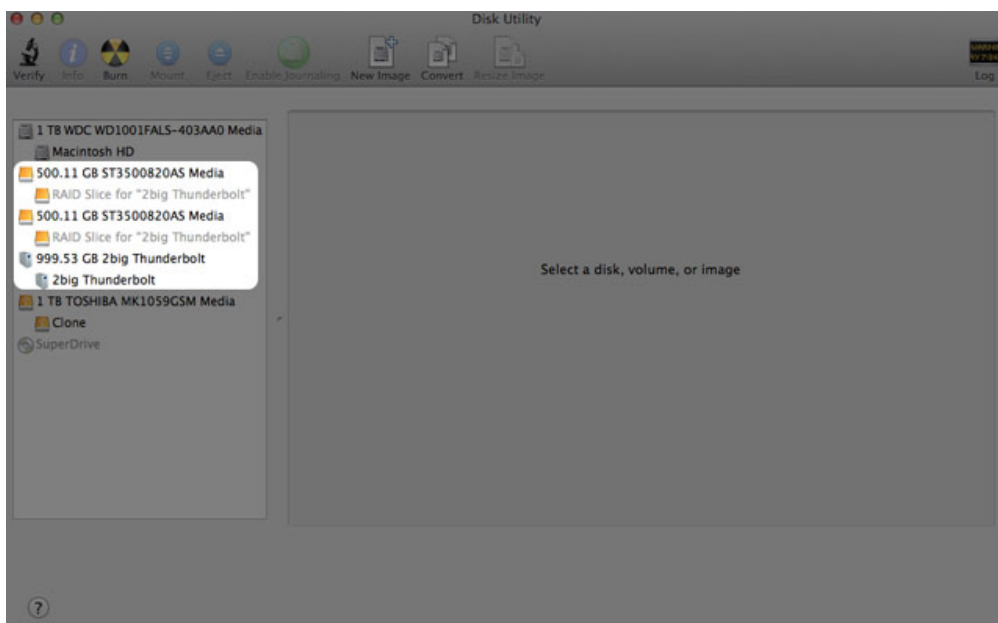 Disk Utility
Verify Info Burn Mount Eject Enable Journaling New Image Convert Resize Image Log
1 TB WDC WD1001FALS-403AA0 Media
Macintosh HD
500.11 GB ST3500820AS Media
RAID Slice for "2big Thunderbolt"
500.11 GB ST3500820AS Media
RAID Slice for "2big Thunderbolt"
999.53 GB 2big Thunderbolt
2big Thunderbolt
1 TB TOSHIBA MK1059GSM Media
Clone
SuperDrive
Select a disk, volume, or image
?